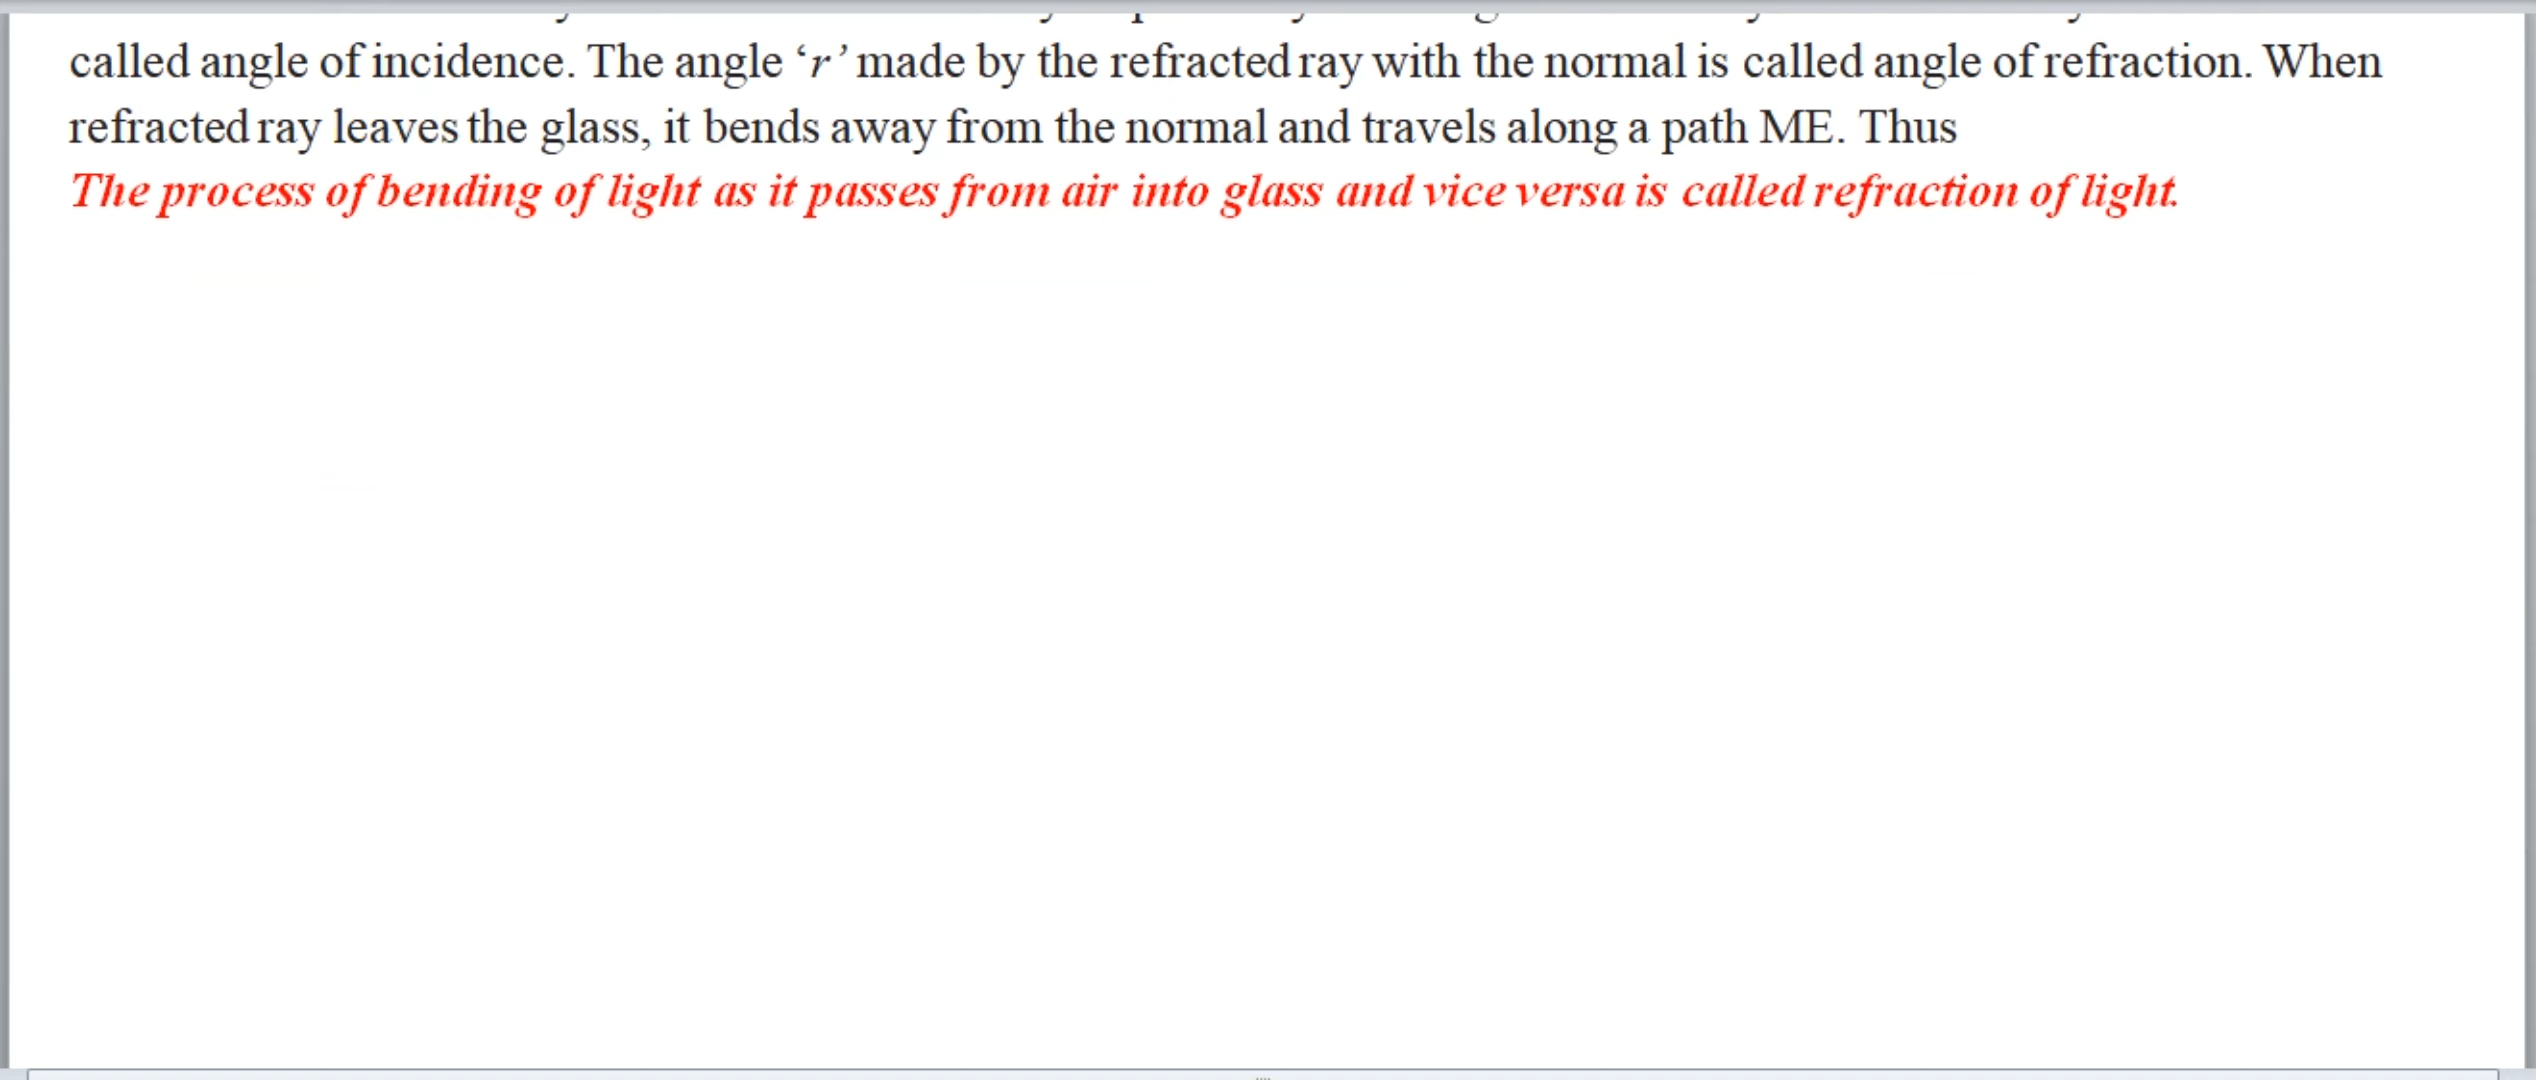 called angle of incidence. The angle ‘r’ made by the refracted ray with the normal is called angle of refraction. When
refracted ray leaves the glass, it bends away from the normal and travels along a path ME. Thus
The process of bending of light as it passes from air into glass and vice versa is called refraction of light.